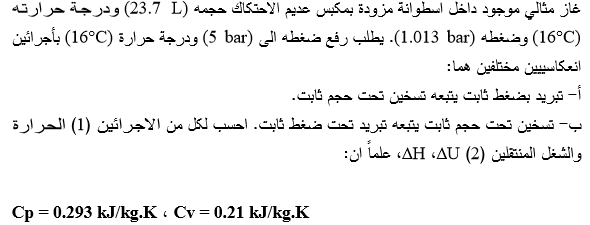 غاز مثالي موجود داخل اسطوانة مزودة بمكبس عديم الاحتكاك حجمه (23.7 L) ودرجة حرارته
(16°C) وضغطه (1.013 bar). يطلب رفع ضغطه الى (5 bar) ودرجة حرارة (16°C) بأجرائين
انعكاسيين مختلفين هما:
أ- تبريد بضغط ثابت يتبعه تسخين تحت حجم ثابت.
ب- تسخين تحت حجم ثابت يتبعه تبريد تحت ضغط ثابت. احسب لكل من الاجرائين (1) الحرارة
والشغل المنتقلين (2) ΔH ،ΔU، علماً ان:
Cp = 0.293 kJ/kg.K ، Cv = 0.21 kJ/kg.K